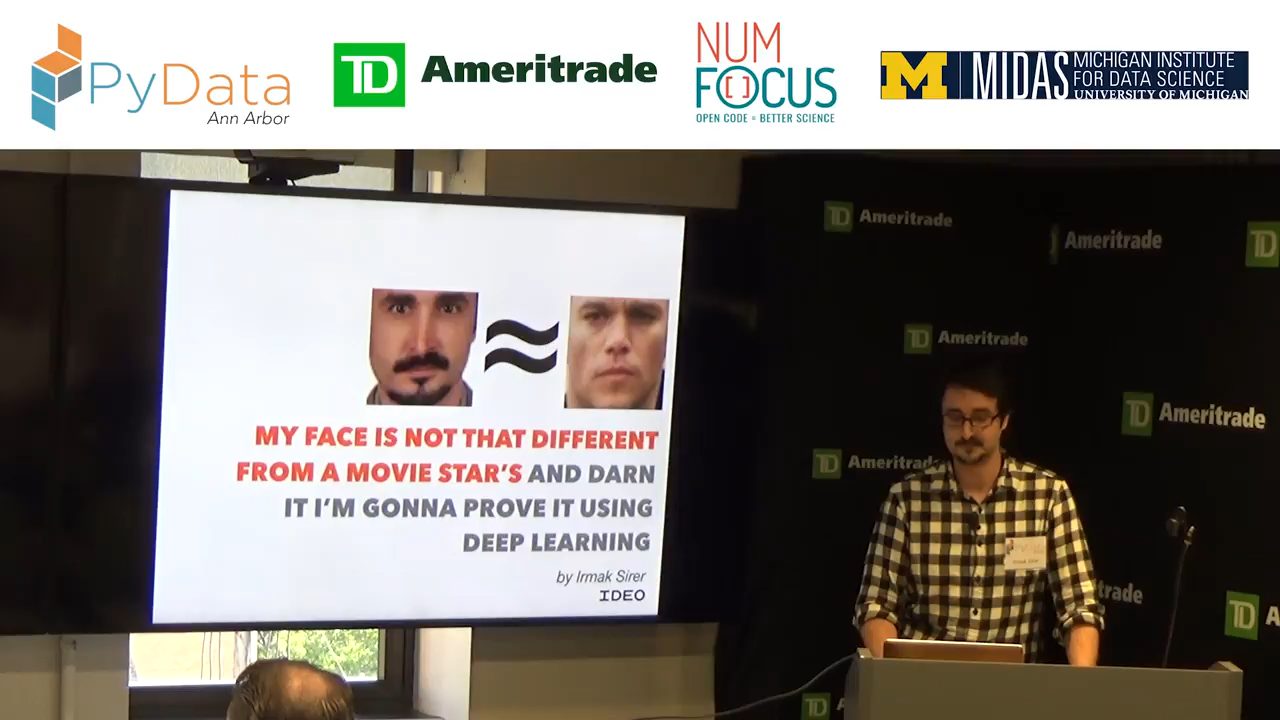 PyData
Ann Arbor
TD Ameritrade
NUM
FOCUS
OPEN CODE = BETTER SCIENCE
M MIDAS
MICHIGAN INSTITUTE
FOR DATA SCIENCE
UNIVERSITY OF MICHIGAN
MY FACE IS NOT THAT DIFFERENT
FROM A MOVIE STAR'S AND DARN
IT I'M GONNA PROVE IT USING
DEEP LEARNING
by Irmak Sirer
IDEO
TD Ameritrade
Ameritrade
TD
TD Ameritrade
TD Ameritrade
TD Ameritrade
TD A
TD